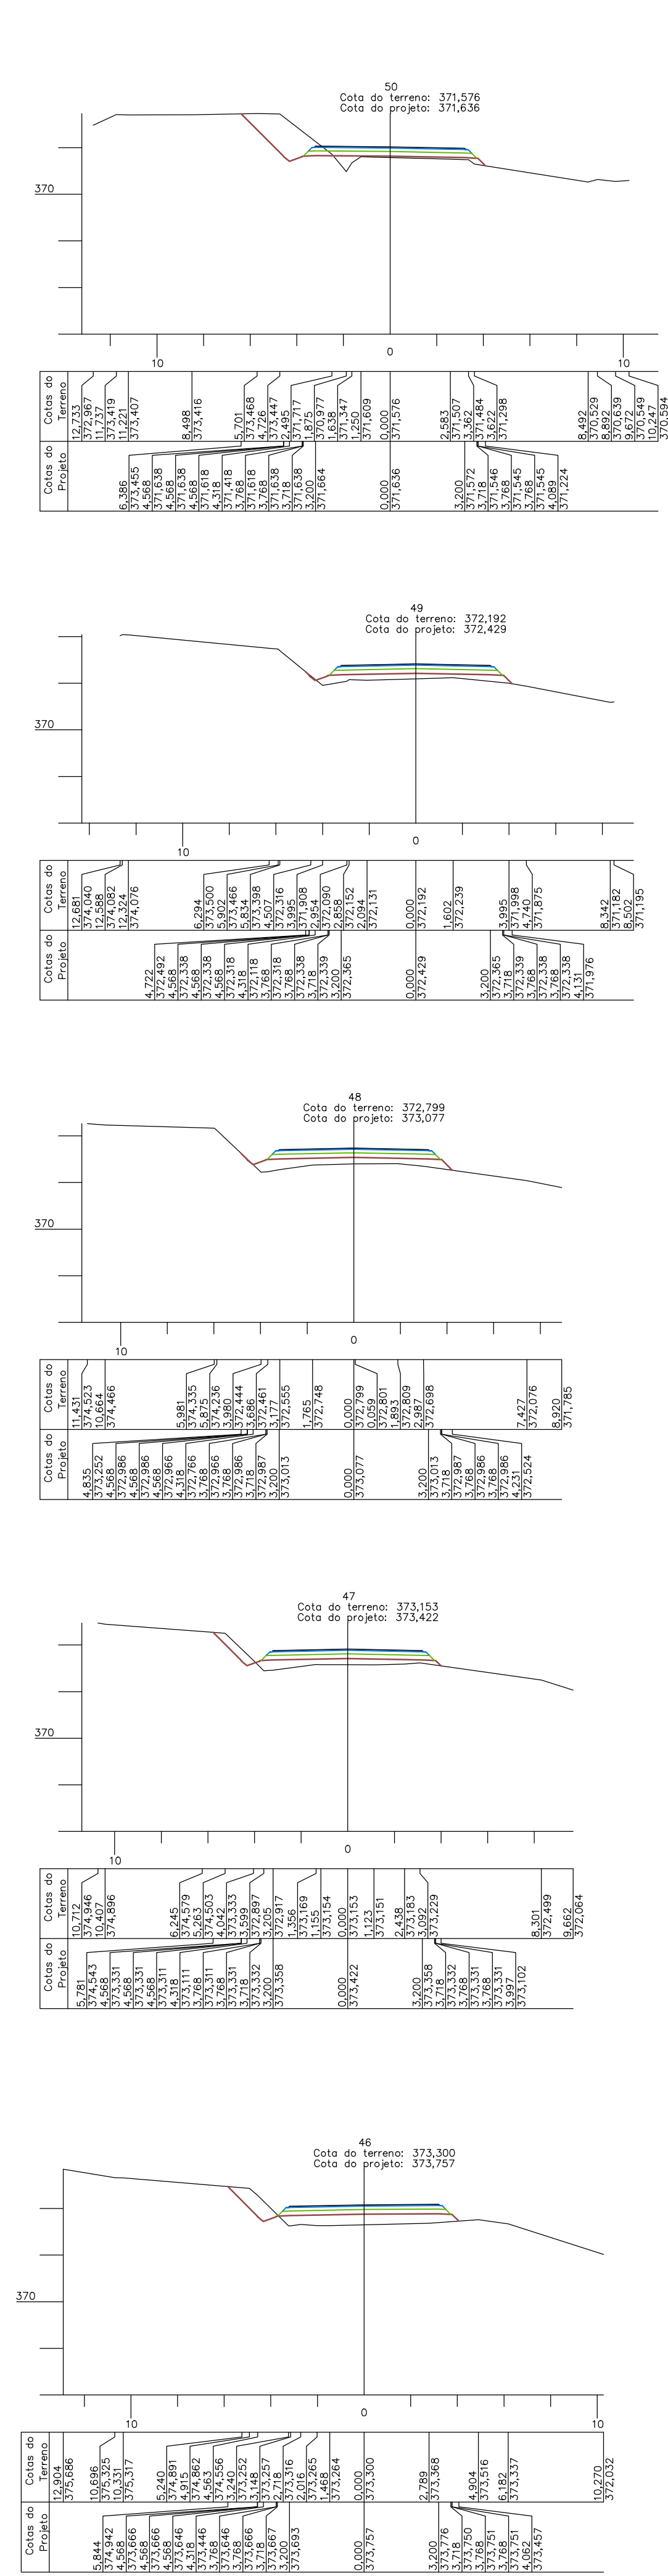 50
Cota do terreno: 371,576
Cota do projeto: 371,636
370
10 0 10
Cotas do Terreno
12,733 372,967 11,737 373,419 11,221 373,407 8,498 373,416 5,701 373,468 4,726 373,447 2,495 371,717 1,875 370,977 1,638 371,347 1,250 371,609 0,000 371,576 2,583 371,507 3,362 371,484 3,622 371,298 8,492 370,529 8,892 370,639 9,672 370,549 10,247 370,594
Cotas do Projeto
6,386 373,455 4,568 371,638 4,568 371,638 4,568 371,618 4,318 371,418 3,768 371,618 3,768 371,638 3,718 371,638 3,200 371,664 0,000 371,636 3,200 371,572 3,718 371,546 3,768 371,545 3,768 371,545 4,089 371,224
49
Cota do terreno: 372,192
Cota do projeto: 372,429
370
10 0
Cotas do Terreno
12,681 374,040 12,588 374,082 12,324 374,076 6,294 373,500 5,902 373,466 5,834 373,398 4,507 372,316 3,995 371,908 2,954 372,090 2,858 372,152 2,094 372,131 0,000 372,192 1,602 372,239 3,995 371,998 4,740 371,875 8,342 371,182 8,502 371,195
Cotas do Projeto
4,722 372,492 4,568 372,338 4,568 372,338 4,568 372,318 4,318 372,118 3,768 372,318 3,768 372,338 3,718 372,339 3,200 372,365 0,000 372,429 3,200 372,365 3,718 372,339 3,768 372,338 3,768 372,338 4,131 371,976
48
Cota do terreno: 372,799
Cota do projeto: 373,077
370
10 0
Cotas do Terreno
11,431 374,523 10,664 374,466 5,981 374,335 5,875 374,236 3,980 372,444 3,686 372,461 3,177 372,555 1,765 372,748 0,000 372,799 0,059 372,801 1,893 372,809 2,987 372,698 7,427 372,076 8,920 371,785
Cotas do Projeto
4,835 373,252 4,568 372,986 4,568 372,986 4,568 372,966 4,318 372,766 3,768 372,966 3,768 372,986 3,718 372,987 3,200 373,013 0,000 373,077 3,200 373,013 3,718 372,987 3,768 372,986 3,768 372,986 4,231 372,524
47
Cota do terreno: 373,153
Cota do projeto: 373,422
370
10 0
Cotas do Terreno
10,712 374,946 10,407 374,896 6,245 374,579 5,263 374,503 4,042 373,333 3,599 372,897 3,205 372,917 1,356 373,169 1,155 373,154 0,000 373,153 1,123 373,151 2,438 373,183 3,092 373,229 8,301 372,499 9,662 372,064
Cotas do Projeto
5,781 374,543 4,568 373,331 4,568 373,331 4,568 373,311 4,318 373,111 3,768 373,311 3,768 373,331 3,718 373,332 3,200 373,358 0,000 373,422 3,200 373,358 3,718 373,332 3,768 373,331 3,768 373,331 3,997 373,102
46
Cota do terreno: 373,300
Cota do projeto: 373,757
370
10 0 10
Cotas do Terreno
12,904 375,686 10,696 375,325 10,331 375,317 5,240 374,891 4,915 374,862 4,563 374,556 3,240 373,252 3,148 373,257 2,718 373,316 2,016 373,265 1,468 373,264 0,000 373,300 2,789 373,368 4,904 373,516 6,182 373,337 10,270 372,032
Cotas do Projeto
5,844 374,942 4,568 373,666 4,568 373,666 4,568 373,646 4,318 373,446 3,768 373,646 3,768 373,666 3,718 373,667 3,200 373,693 0,000 373,757 3,200 373,776 3,718 373,750 3,768 373,751 3,768 373,751 4,062 373,457